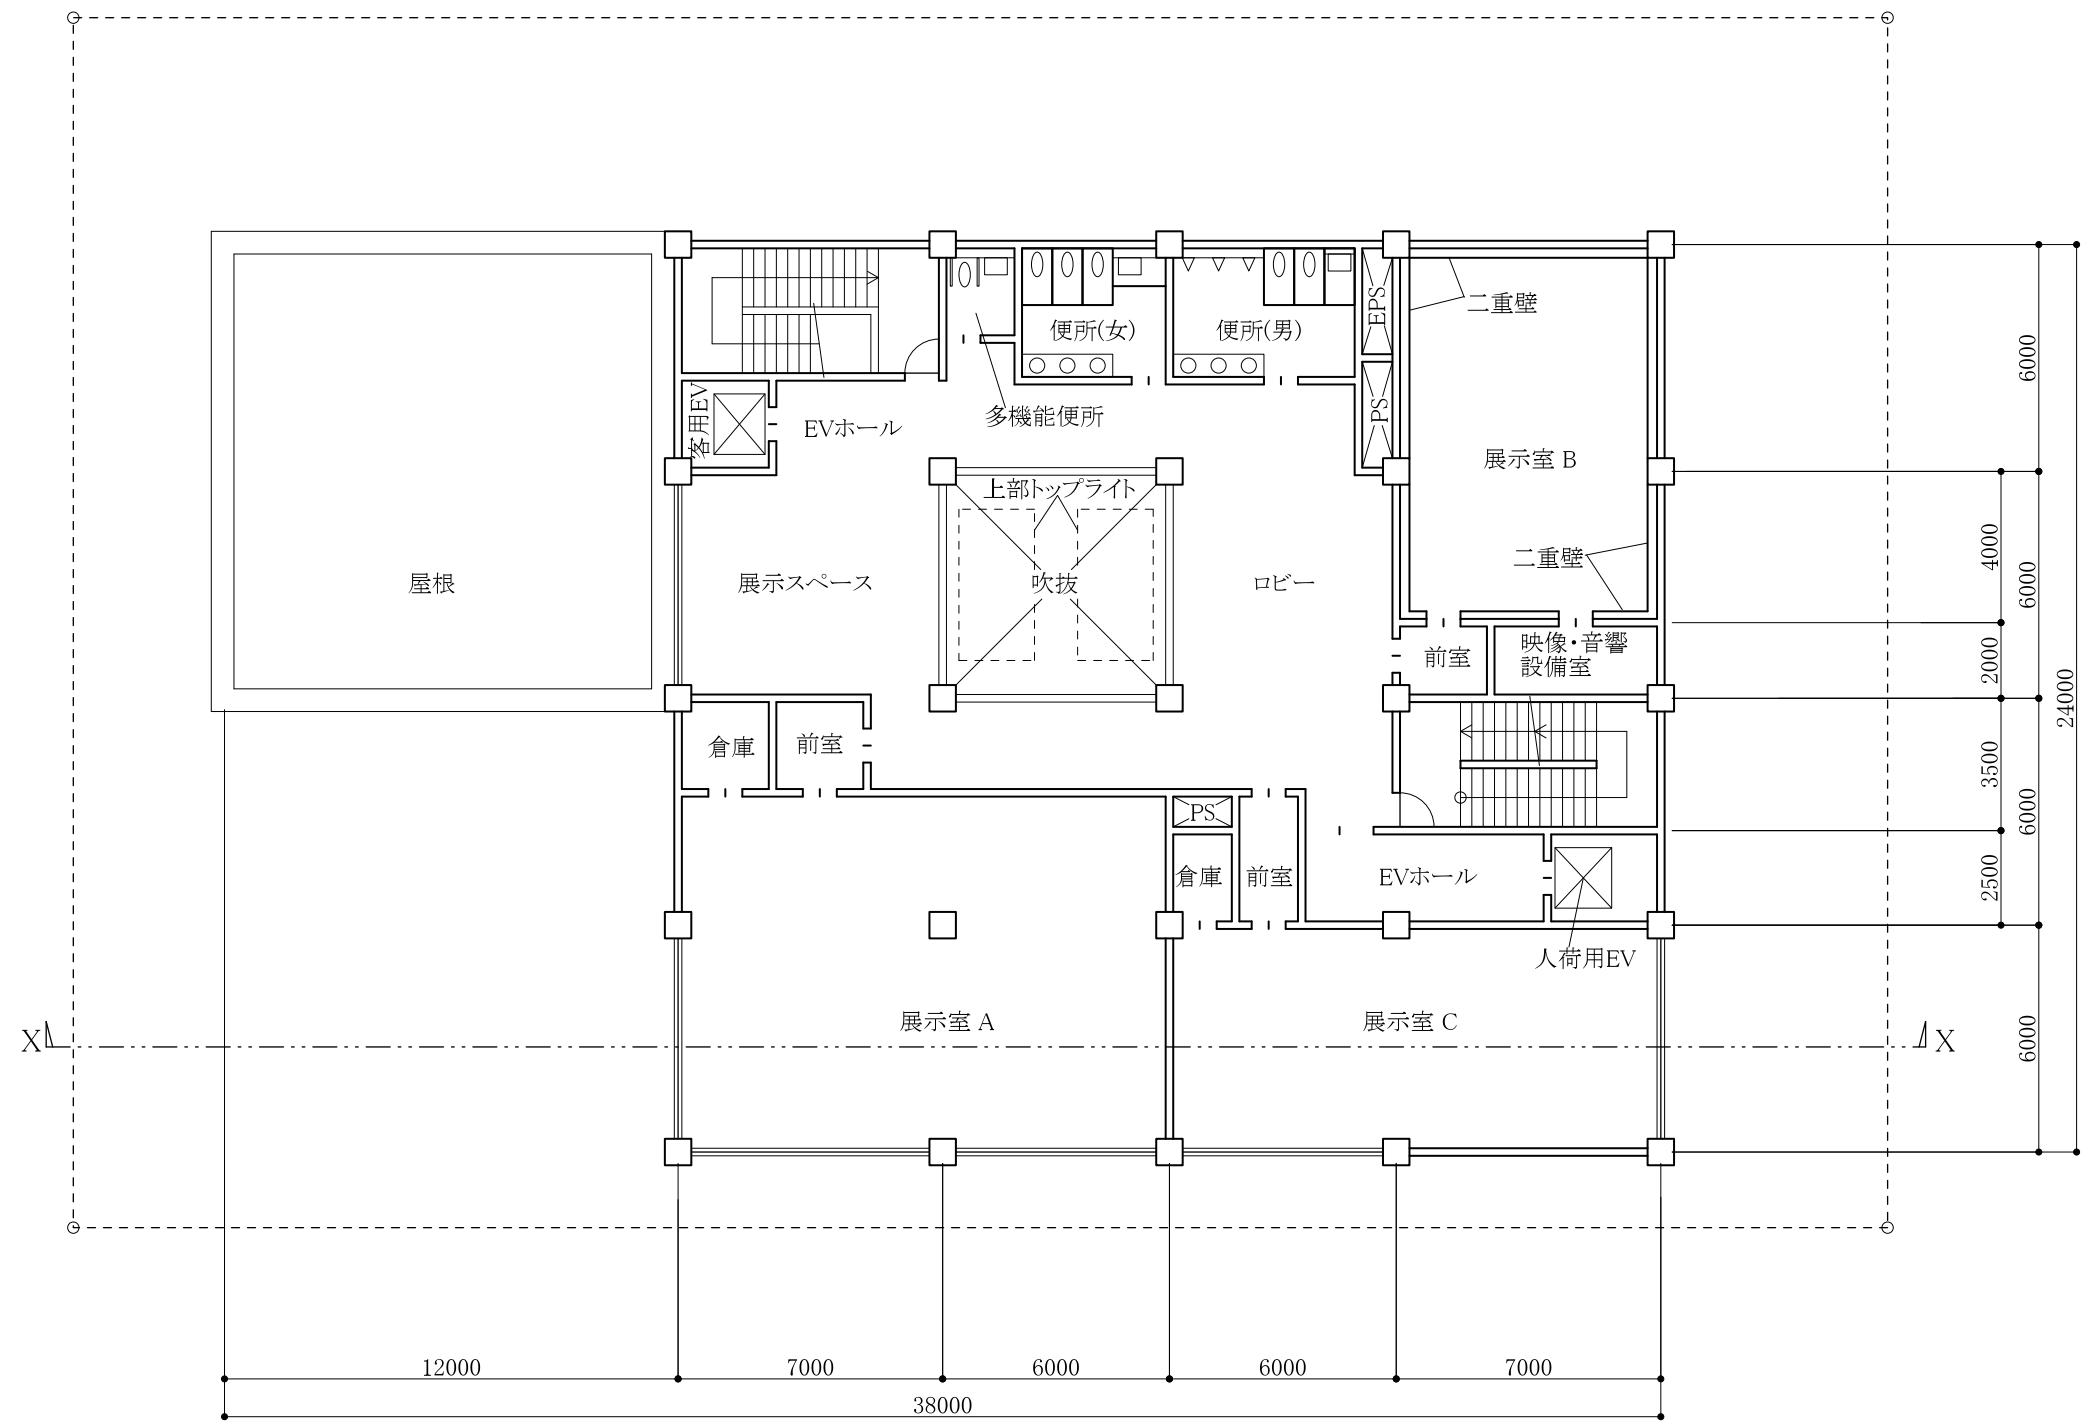 EPS
二重壁
便所(女)
便所(男)
客用EV
EVホール
多機能便所
PS
展示室 B
上部トップライト
二重壁
屋根
展示スペース
吹抜
ロビー
前室
映像・音響
設備室
倉庫
前室
PS
倉庫
前室
EVホール
人荷用EV
展示室 A
展示室 C
X
X
6000
4000
6000
2000
24000
3500
6000
2500
6000
12000
7000
6000
6000
7000
38000